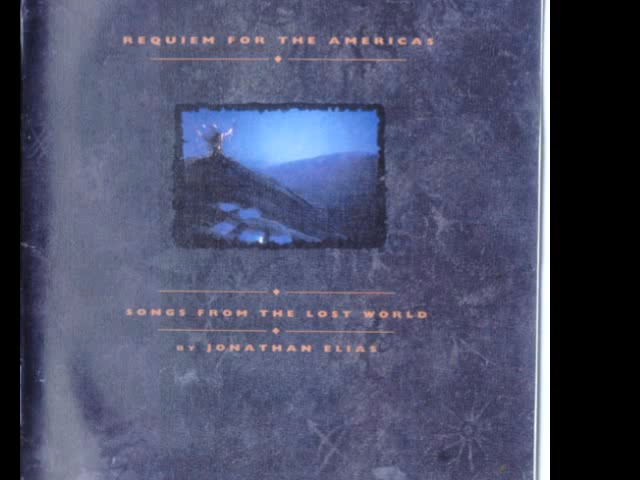 REQUIEM FOR THE AMERICAS
SONGS FROM THE LOST WORLD
BY JONATHAN ELIAS